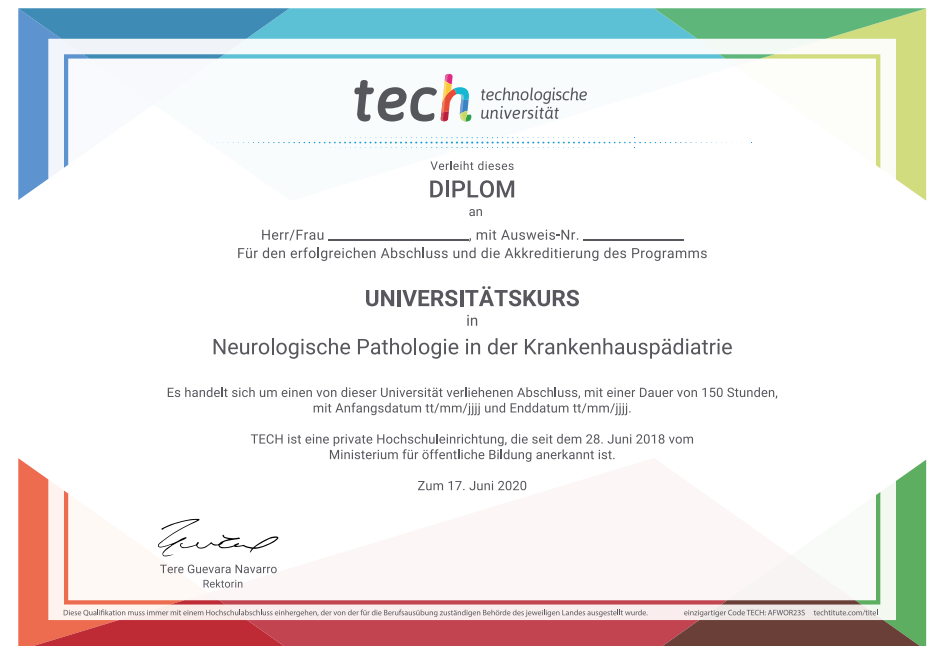 tech technologische
universität
Verleiht dieses
DIPLOM
an
Herr/Frau ____________________, mit Ausweis-Nr. ______________
Für den erfolgreichen Abschluss und die Akkreditierung des Programms
UNIVERSITÄTSKURS
in
Neurologische Pathologie in der Krankenhauspädiatrie
Es handelt sich um einen von dieser Universität verliehenen Abschluss, mit einer Dauer von 150 Stunden,
mit Anfangsdatum tt/mm/jjjj und Enddatum tt/mm/jjjj.
TECH ist eine private Hochschuleinrichtung, die seit dem 28. Juni 2018 vom
Ministerium für öffentliche Bildung anerkannt ist.
Zum 17. Juni 2020
Tere Guevara Navarro
Rektorin
Diese Qualifikation muss immer mit einem Hochschulabschluss einhergehen, der von der für die Berufsausübung zuständigen Behörde des jeweiligen Landes ausgestellt wurde. einzigartiger Code TECH: AFWOR23S techtitute.com/titel